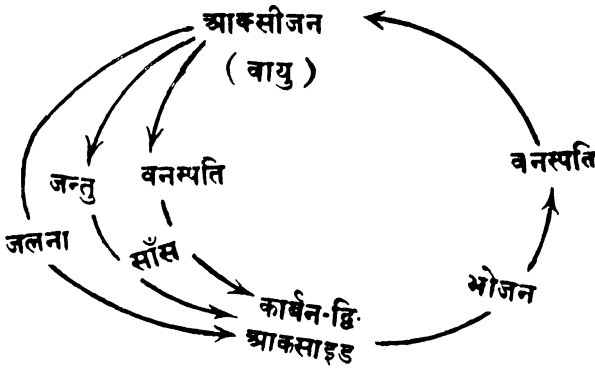 आक्सीजन
(वायु)
वनस्पति
जन्तु
वनस्पति
जलना
साँस
भोजन
कार्बन-द्वि-
आक्साइड